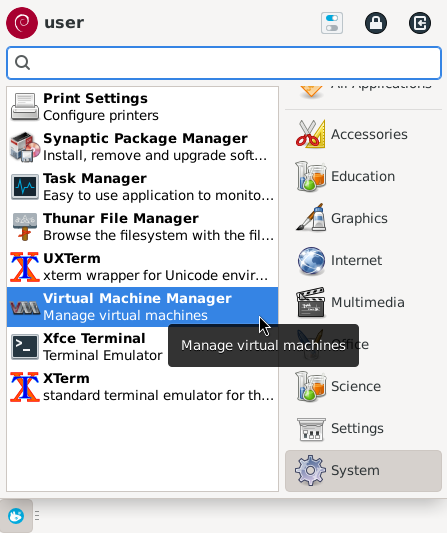 user
Print Settings
Configure printers
Synaptic Package Manager
Install, remove and upgrade soft...
Task Manager
Easy to use application to monito...
Thunar File Manager
Browse the filesystem with the fil...
UXTerm
xterm wrapper for Unicode envir...
Virtual Machine Manager
Manage virtual machines
Xfce Terminal
Terminal Emulator
XTerm
standard terminal emulator for th...
Manage virtual machines
All Applications
Accessories
Education
Graphics
Internet
Multimedia
Office
Science
Settings
System